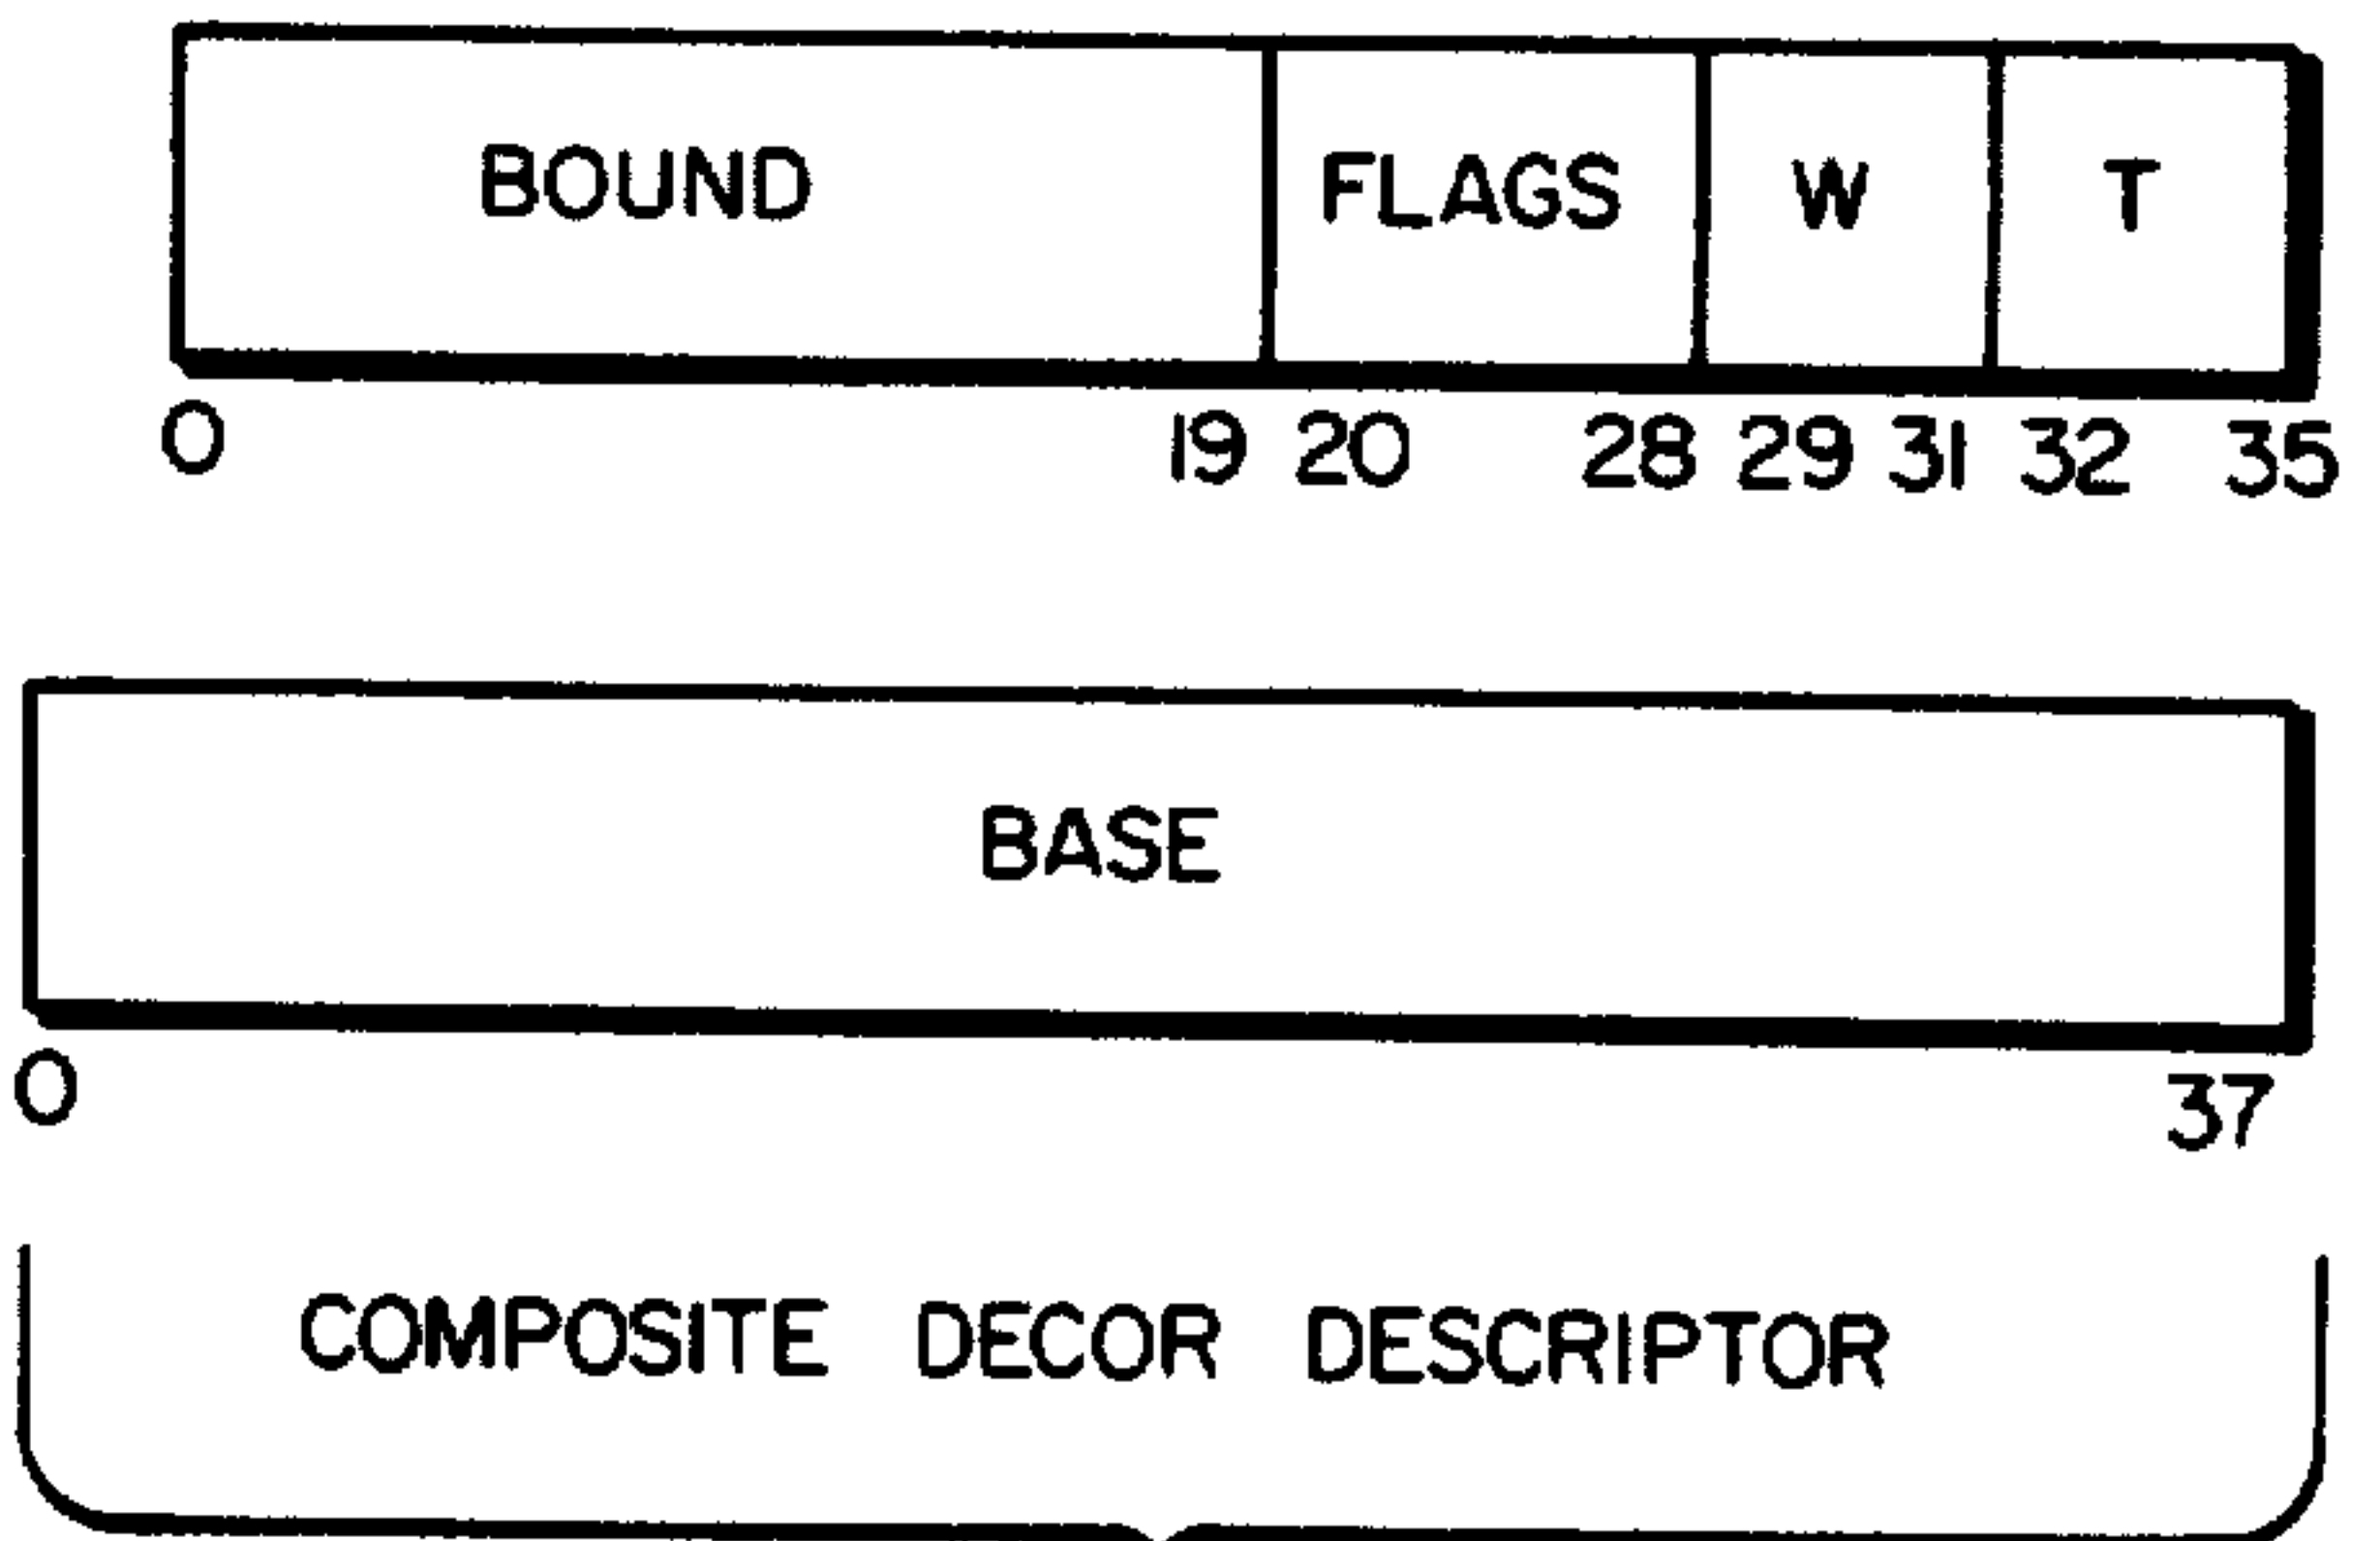 BOUND FLAGS W T
0 19 20 28 29 31 32 35
BASE
0 37
COMPOSITE DECOR DESCRIPTOR